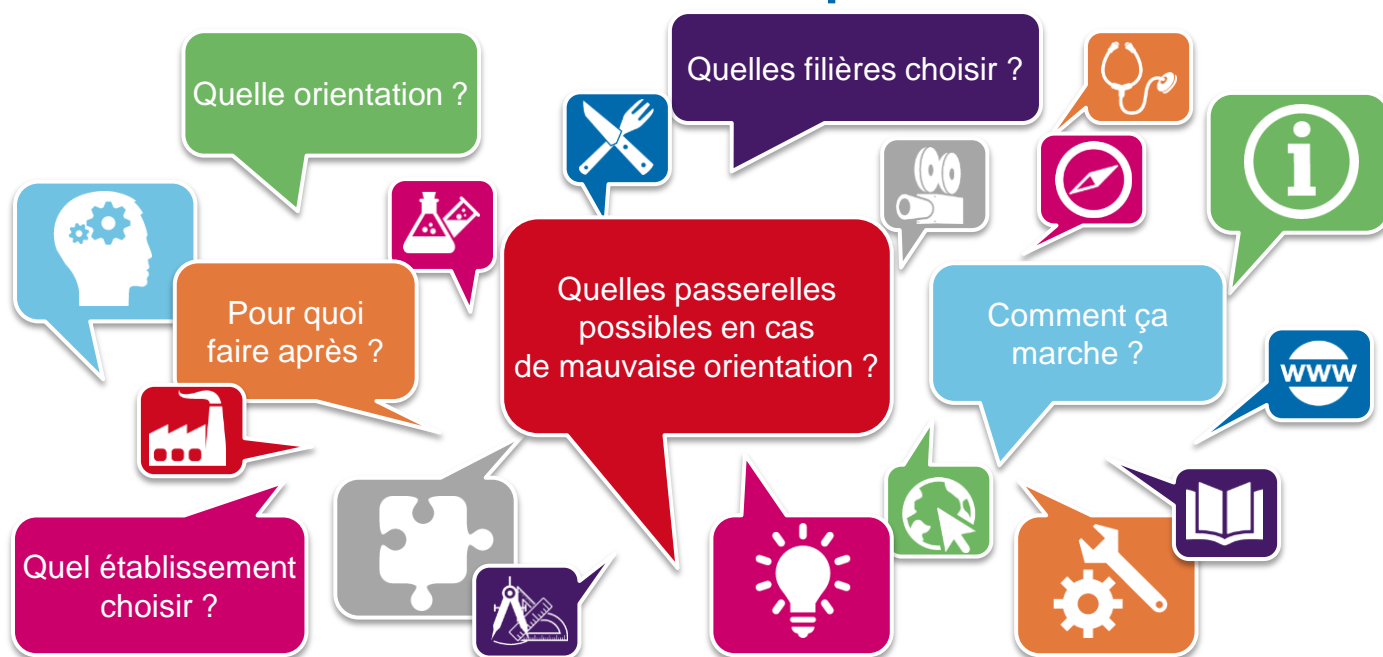 Quelle orientation ?
Quelles filières choisir ?
Pour quoi
faire après ?
Quelles passerelles
possibles en cas
de mauvaise orientation ?
Comment ça
marche ?
www
Quel établissement
choisir ?